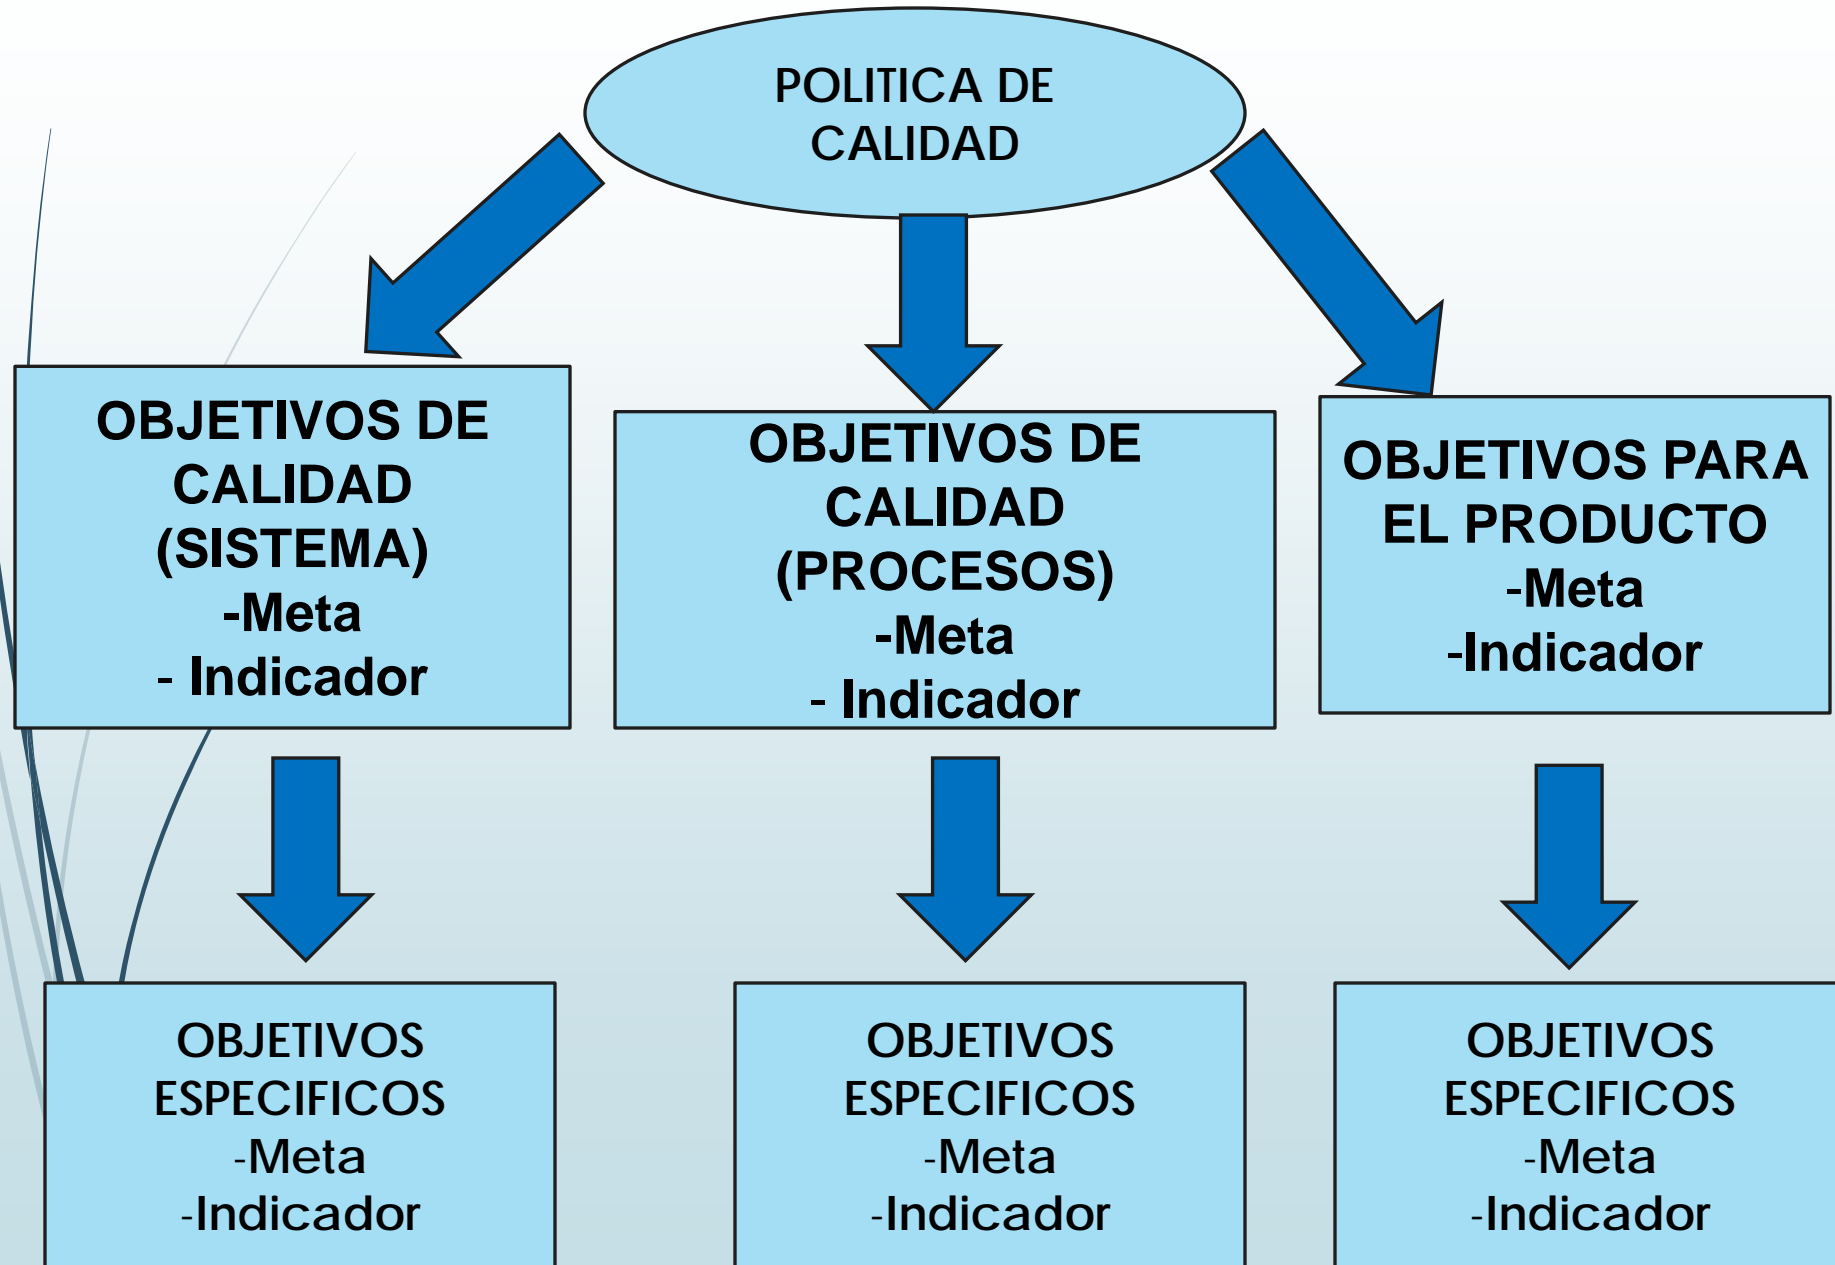 POLITICA DE
CALIDAD
OBJETIVOS DE
CALIDAD
(SISTEMA)
-Meta
- Indicador
OBJETIVOS DE
CALIDAD
(PROCESOS)
-Meta
- Indicador
OBJETIVOS PARA
EL PRODUCTO
-Meta
-Indicador
OBJETIVOS
ESPECIFICOS
-Meta
-Indicador
OBJETIVOS
ESPECIFICOS
-Meta
-Indicador
OBJETIVOS
ESPECIFICOS
-Meta
-Indicador